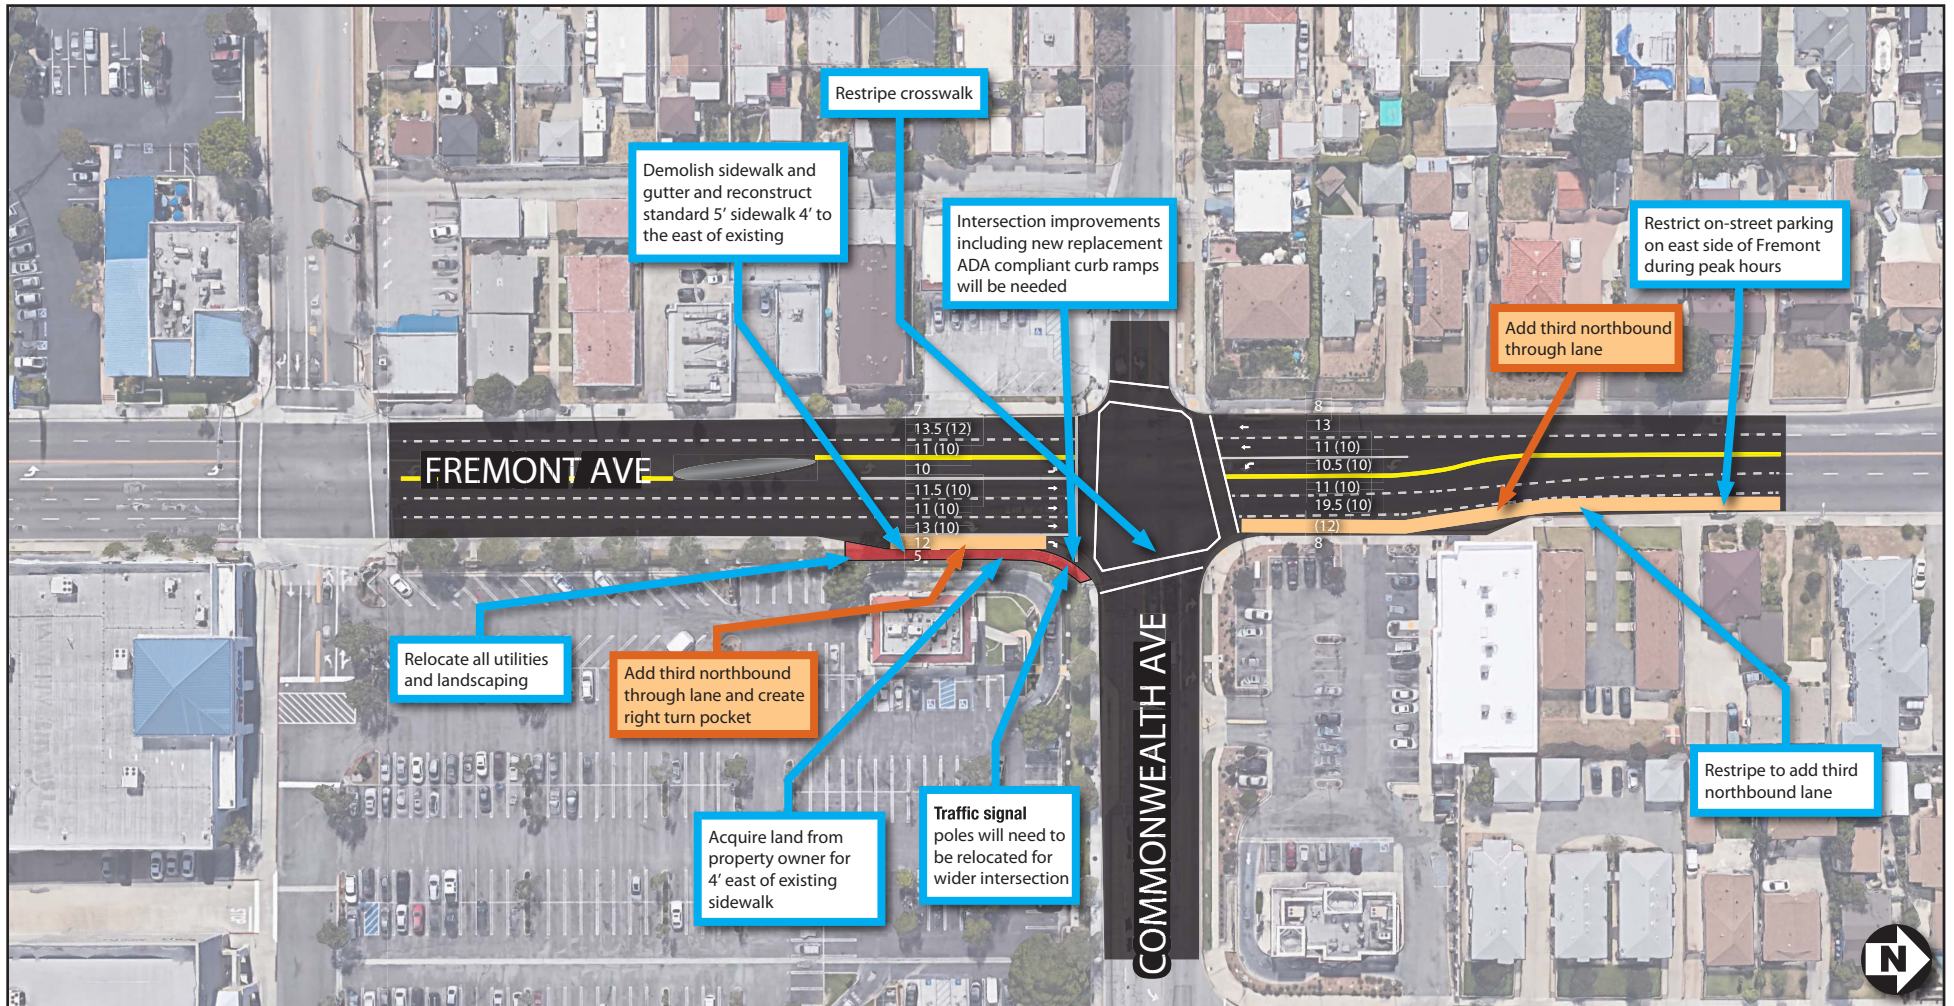 Restripe crosswalk
Demolish sidewalk and
gutter and reconstruct
standard 5’ sidewalk 4’ to
the east of existing
Intersection improvements
including new replacement
ADA compliant curb ramps
will be needed
Restrict on-street parking
on east side of Fremont
during peak hours
Add third northbound
through lane
FREMONT AVE
7
13.5 (12)
11 (10)
10
11.5 (10)
11 (10)
13 (10)
12
5
8
13
11 (10)
10.5 (10)
11 (10)
19.5 (10)
(12)
8
Relocate all utilities
and landscaping
Add third northbound
through lane and create
right turn pocket
Acquire land from
property owner for
4’ east of existing
sidewalk
Traffic signal
poles will need to
be relocated for
wider intersection
COMMONWEALTH AVE
Restripe to add third
northbound lane
STOP
N